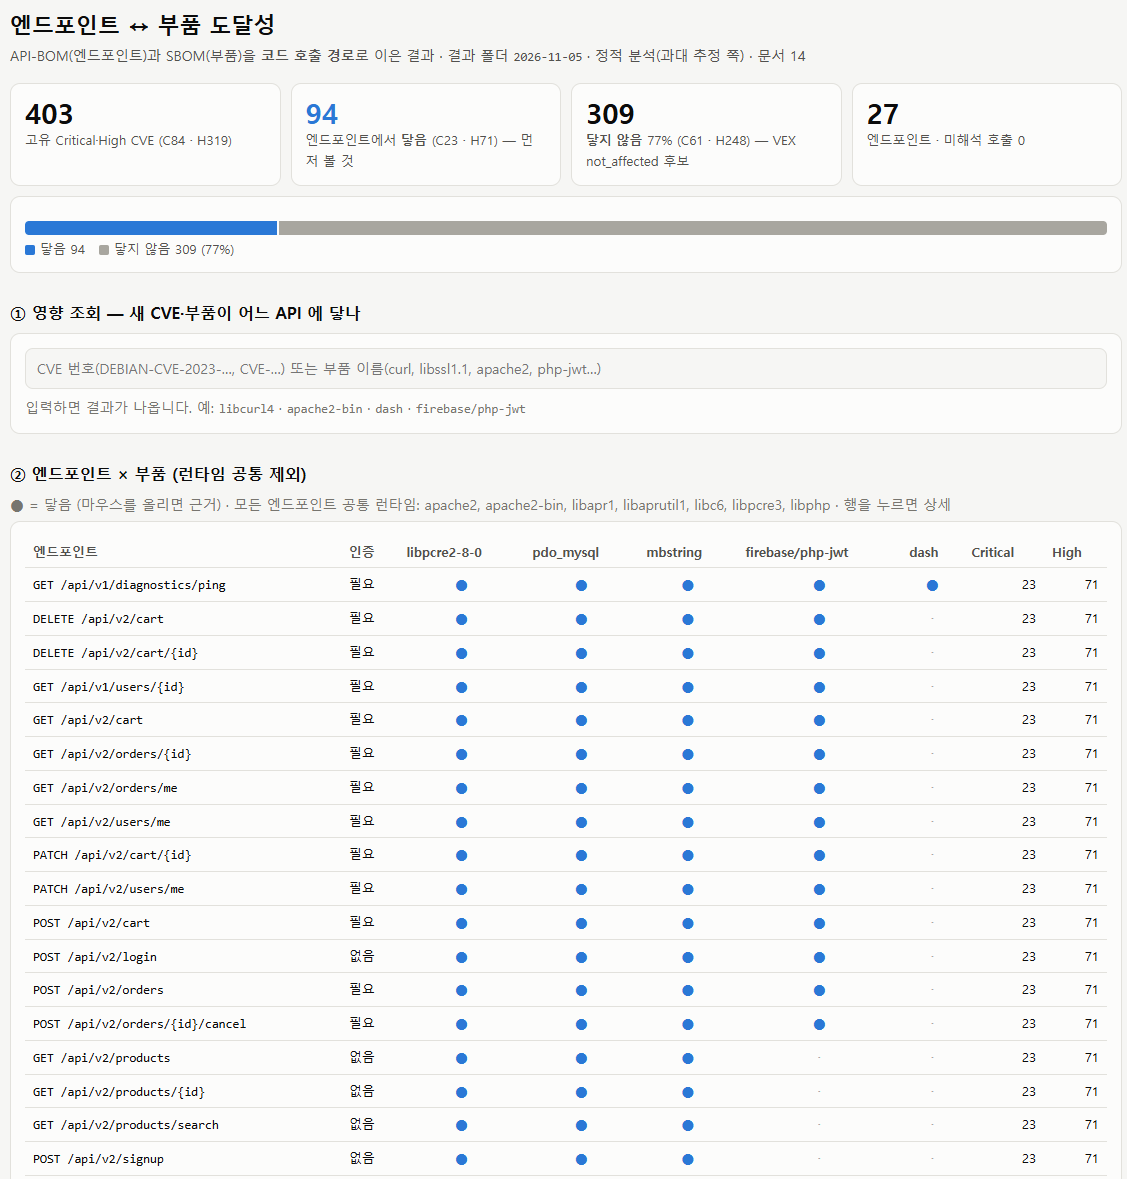 엔드포인트 ↔ 부품 도달성
API-BOM(엔드포인트)과 SBOM(부품)을 코드 호출 경로로 이은 결과 · 결과 폴더 2026-11-05 · 정적 분석(과대 추정 쪽) · 문서 14
403
고유 Critical·High CVE (C84 · H319)
94
엔드포인트에서 닿음 (C23 · H71) — 먼
저 볼 것
309
닿지 않음 77% (C61 · H248) — VEX
not_affected 후보
27
엔드포인트 · 미해석 호출 0
닿음 94 닿지 않음 309 (77%)
① 영향 조회 — 새 CVE·부품이 어느 API 에 닿나
CVE 번호(DEBIAN-CVE-2023-…, CVE-…) 또는 부품 이름(curl, libssl1.1, apache2, php-jwt…)
입력하면 결과가 나옵니다. 예: libcurl4 · apache2-bin · dash · firebase/php-jwt
② 엔드포인트 × 부품 (런타임 공통 제외)
● = 닿음 (마우스를 올리면 근거) · 모든 엔드포인트 공통 런타임: apache2, apache2-bin, libapr1, libaprutil1, libc6, libpcre3, libphp · 행을 누르면 상세
엔드포인트 인증 libpcre2-8-0 pdo_mysql mbstring firebase/php-jwt dash Critical High
GET /api/v1/diagnostics/ping 필요 ● ● ● ● ● 23 71
DELETE /api/v2/cart 필요 ● ● ● ● - 23 71
DELETE /api/v2/cart/{id} 필요 ● ● ● ● - 23 71
GET /api/v1/users/{id} 필요 ● ● ● ● - 23 71
GET /api/v2/cart 필요 ● ● ● ● - 23 71
GET /api/v2/orders/{id} 필요 ● ● ● ● - 23 71
GET /api/v2/orders/me 필요 ● ● ● ● - 23 71
GET /api/v2/users/me 필요 ● ● ● ● - 23 71
PATCH /api/v2/cart/{id} 필요 ● ● ● ● - 23 71
PATCH /api/v2/users/me 필요 ● ● ● ● - 23 71
POST /api/v2/cart 필요 ● ● ● ● - 23 71
POST /api/v2/login 없음 ● ● ● ● - 23 71
POST /api/v2/orders 필요 ● ● ● ● - 23 71
POST /api/v2/orders/{id}/cancel 필요 ● ● ● ● - 23 71
GET /api/v2/products 없음 ● ● ● - - 23 71
GET /api/v2/products/{id} 없음 ● ● ● - - 23 71
GET /api/v2/products/search 없음 ● ● ● - - 23 71
POST /api/v2/signup 없음 ● ● ● - - 23 71